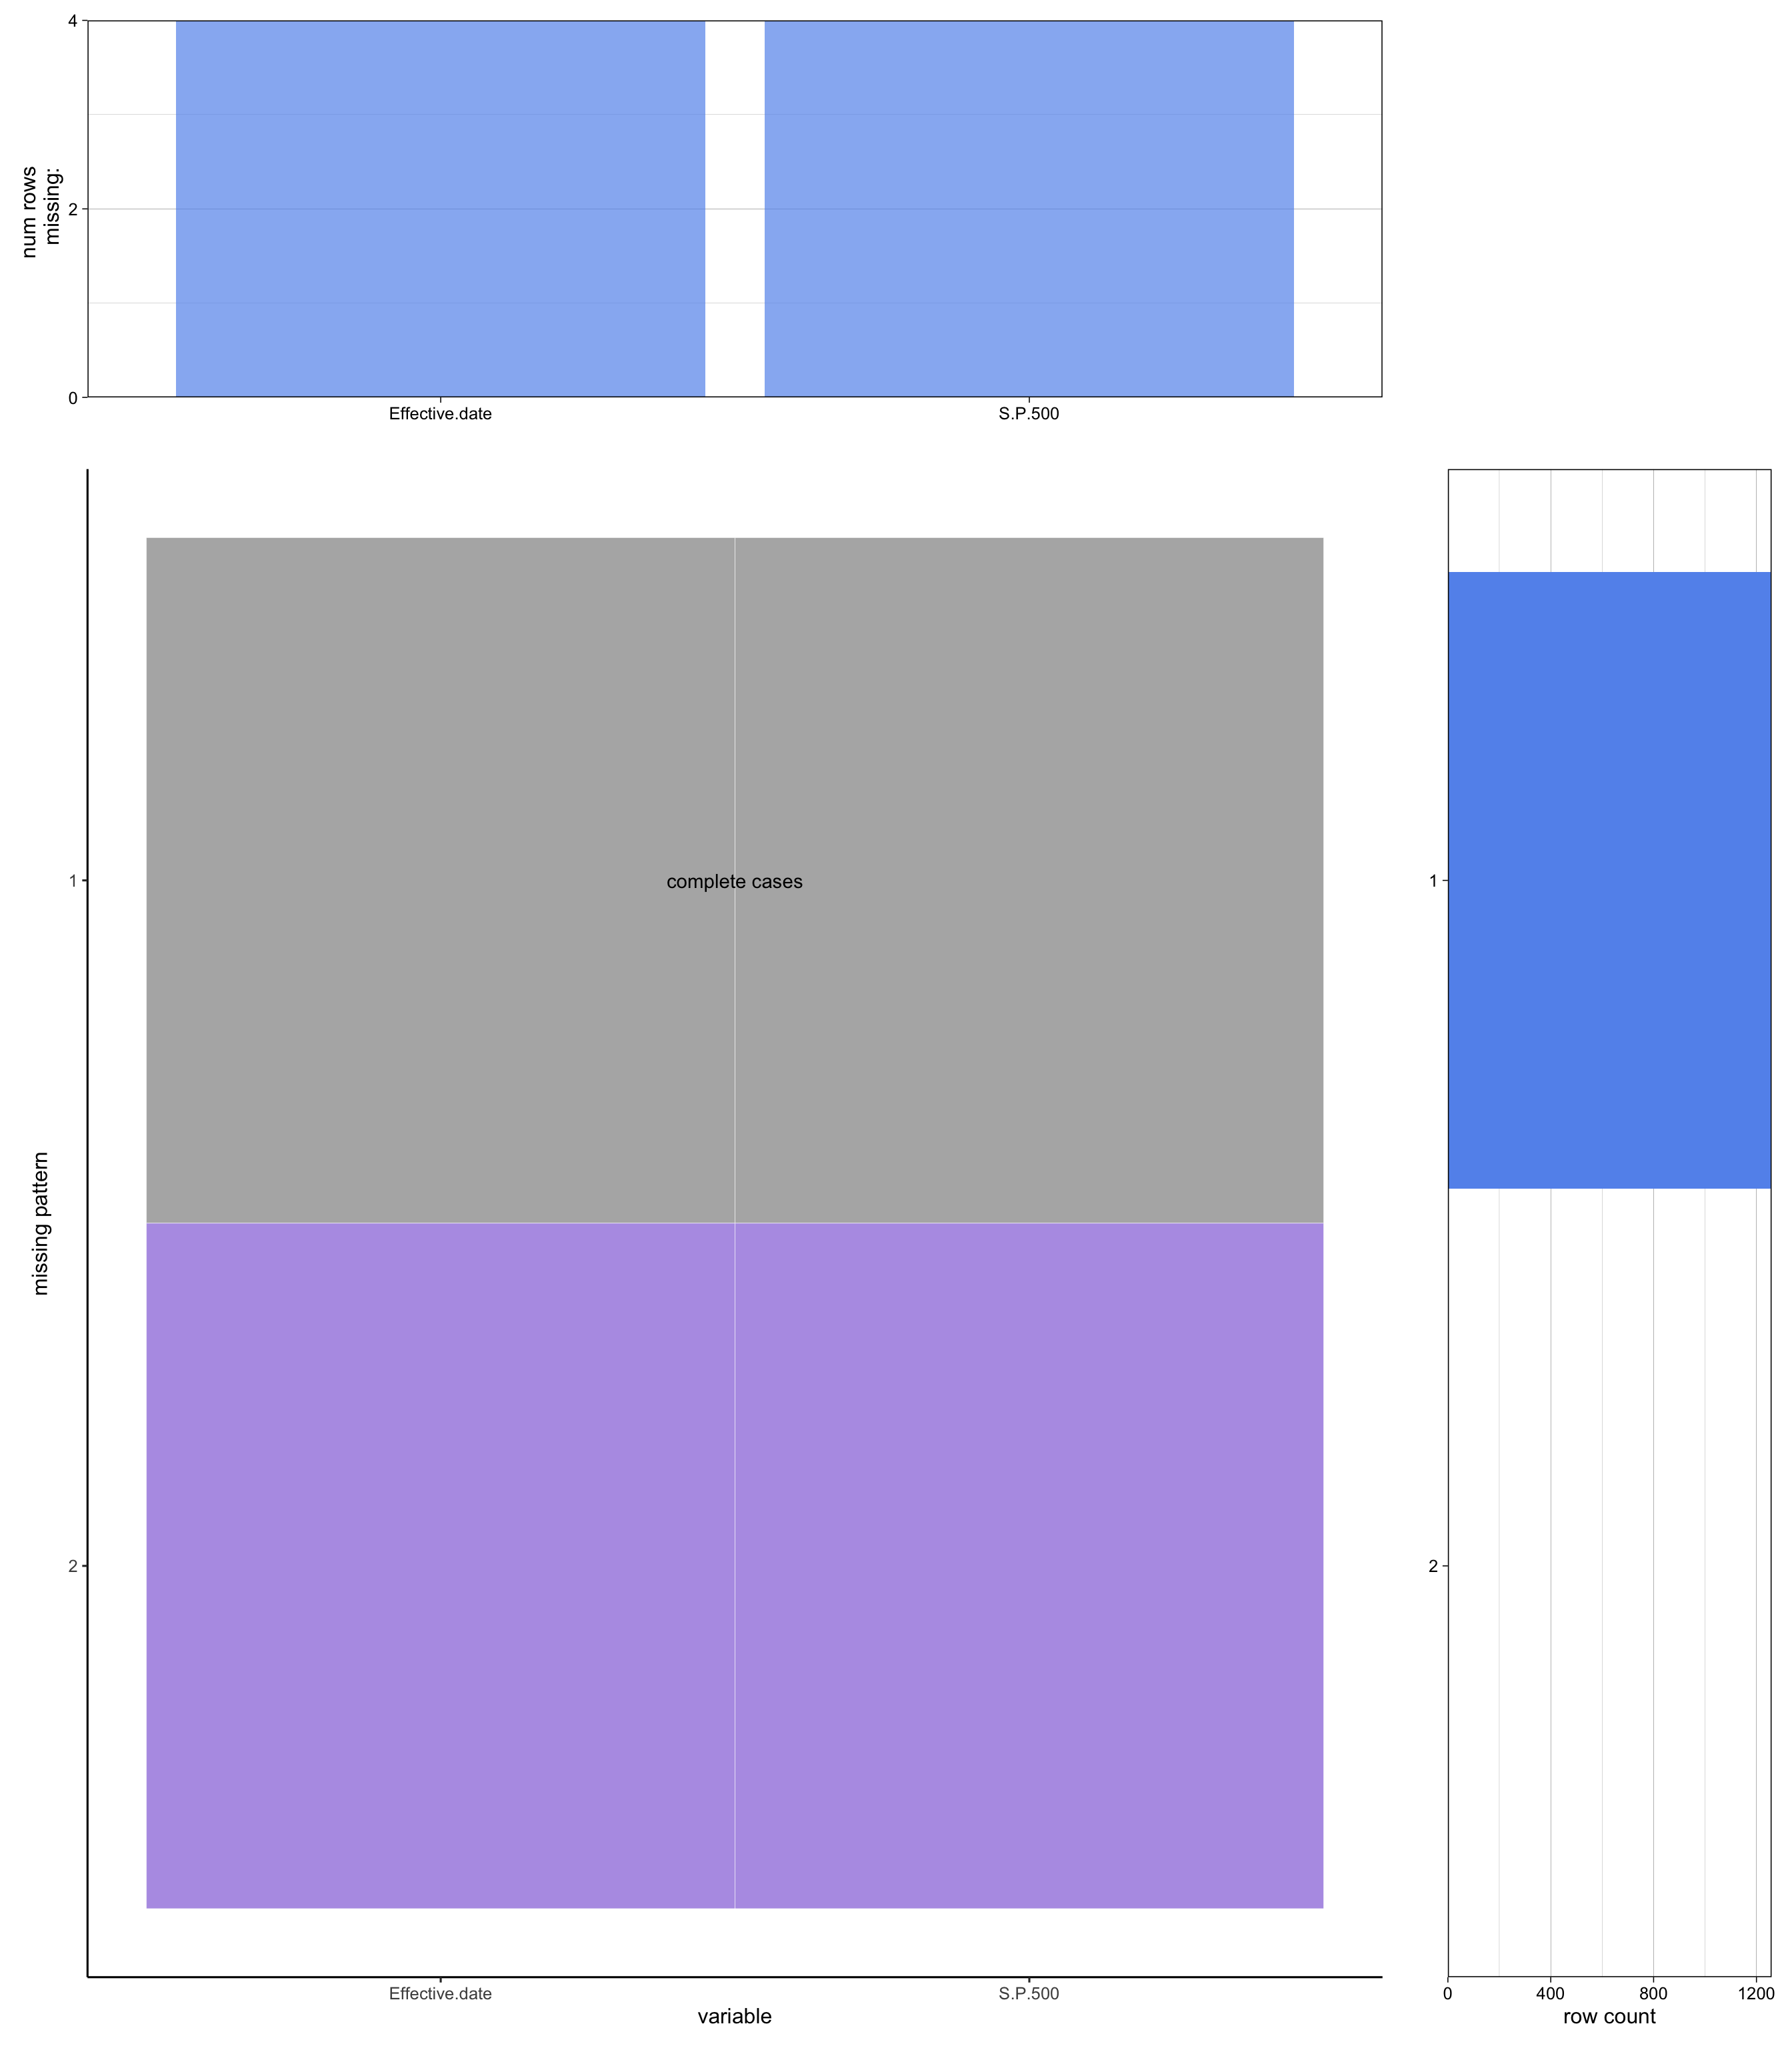 4
num rows
missing:
2
0
Effective.date S.P.500
complete cases
1
1
missing pattern
2
2
Effective.date S.P.500
variable
0 400 800 1200
row count